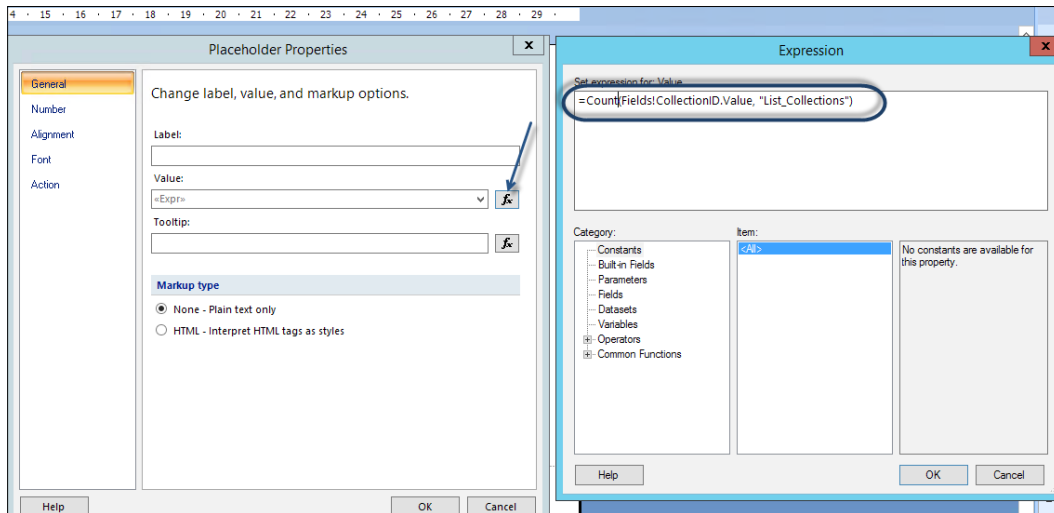 4 · 15 · 16 · 17 · 18 · 19 · 20 · 21 · 22 · 23 · 24 · 25 · 26 · 27 · 28 · 29 ·
Placeholder Properties
x
General
Number
Alignment
Font
Action
Change label, value, and markup options.
Label:
Value:
«Expr»
fx
Tooltip:
fx
Markup type
None - Plain text only
HTML - Interpret HTML tags as styles
Help
OK
Cancel
Expression
x
Set expression for: Value
=Count(Fields!CollectionID.Value, "List_Collections")
Category:
Constants
Built-in Fields
Parameters
Fields
Datasets
Variables
Operators
Common Functions
Item:
<All>
No constants are available for
this property.
Help
OK
Cancel